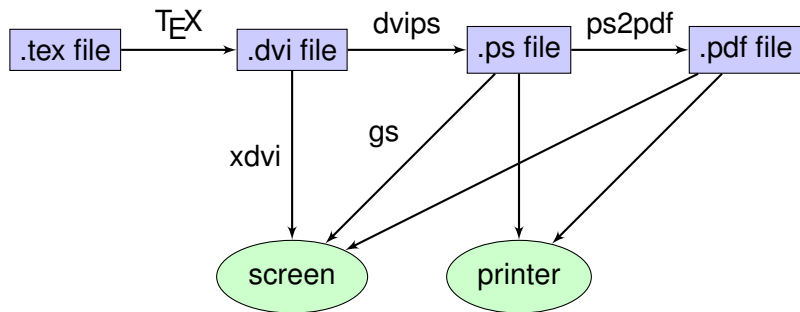 TEX
dvips
ps2pdf
.tex file
.dvi file
.ps file
.pdf file
xdvi
gs
screen
printer